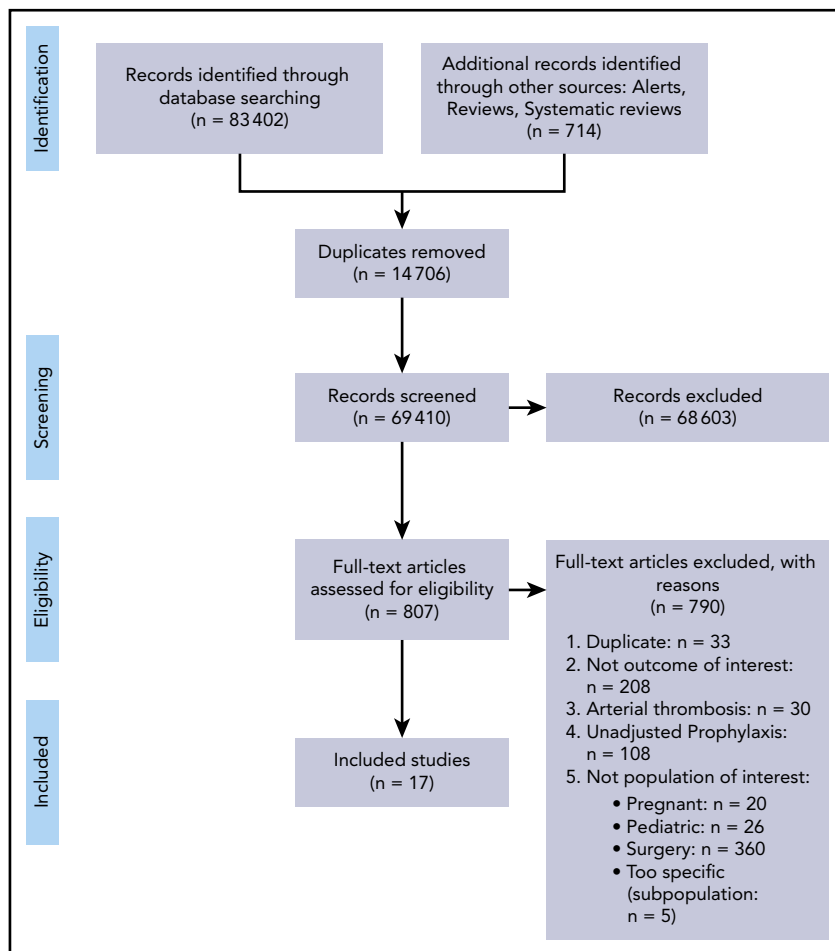 Identification
Records identified through
database searching
(n = 83 402)
Additional records identified
through other sources: Alerts,
Reviews, Systematic reviews
(n = 714)
Duplicates removed
(n = 14 706)
Screening
Records screened
(n = 69 410)
Records excluded
(n = 68 603)
Eligibility
Full-text articles
assessed for eligibility
(n = 807)
Full-text articles excluded, with
reasons
(n = 790)
1. Duplicate: n = 33
2. Not outcome of interest:
n = 208
3. Arterial thrombosis: n = 30
4. Unadjusted Prophylaxis:
n = 108
5. Not population of interest:
• Pregnant: n = 20
• Pediatric: n = 26
• Surgery: n = 360
• Too specific
(subpopulation:
n = 5)
Included
Included studies
(n = 17)